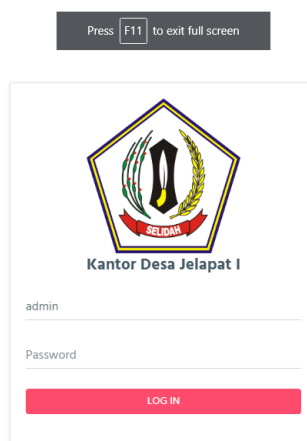 Press F11 to exit full screen
SELIDAH
Kantor Desa Jelapat I
admin
Password
LOG IN